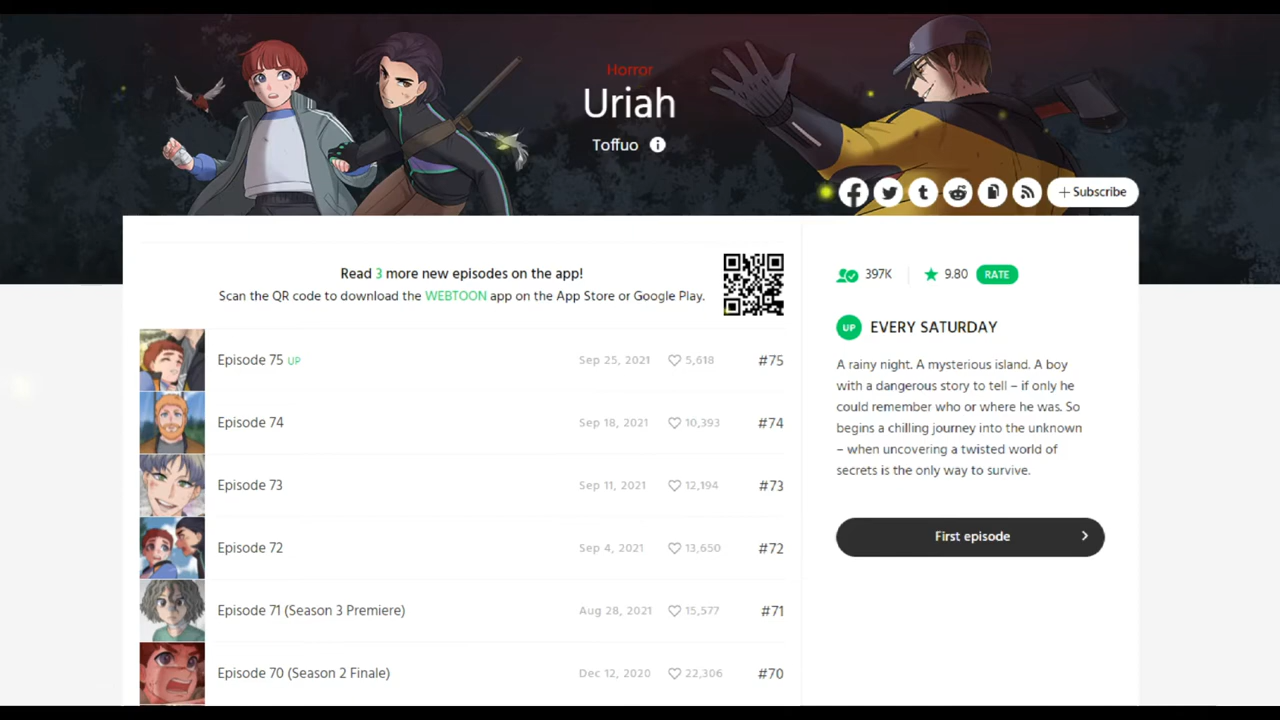 Horror
Uriah
Toffuo
+ Subscribe
Read 3 more new episodes on the app!
Scan the QR code to download the WEBTOON app on the App Store or Google Play.
Episode 75 UP Sep 25, 2021 5,618 #75
Episode 74 Sep 18, 2021 10,393 #74
Episode 73 Sep 11, 2021 12,194 #73
Episode 72 Sep 4, 2021 13,650 #72
Episode 71 (Season 3 Premiere) Aug 28, 2021 15,577 #71
Episode 70 (Season 2 Finale) Dec 12, 2020 22,306 #70
397K 9.80 RATE
UP EVERY SATURDAY
A rainy night. A mysterious island. A boy
with a dangerous story to tell – if only he
could remember who or where he was. So
begins a chilling journey into the unknown
– when uncovering a twisted world of
secrets is the only way to survive.
First episode